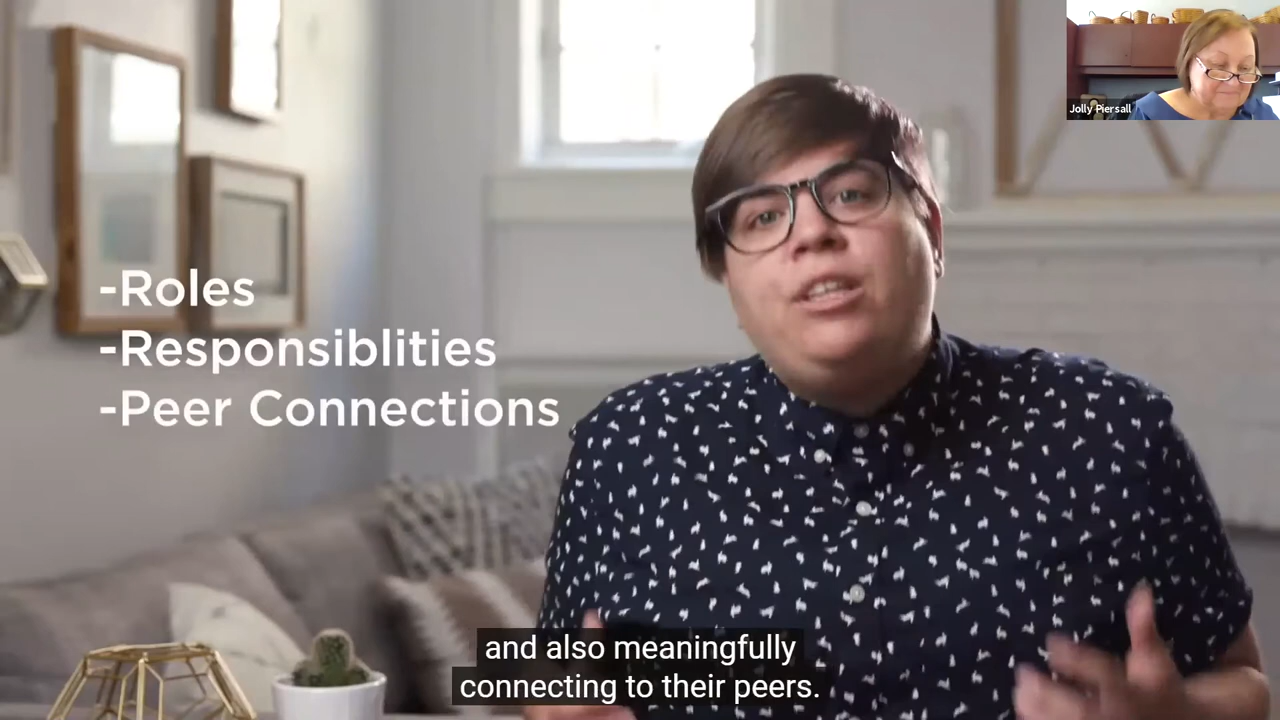 Jolly Piersall
-Roles
-Responsiblities
-Peer Connections
and also meaningfully
connecting to their peers.